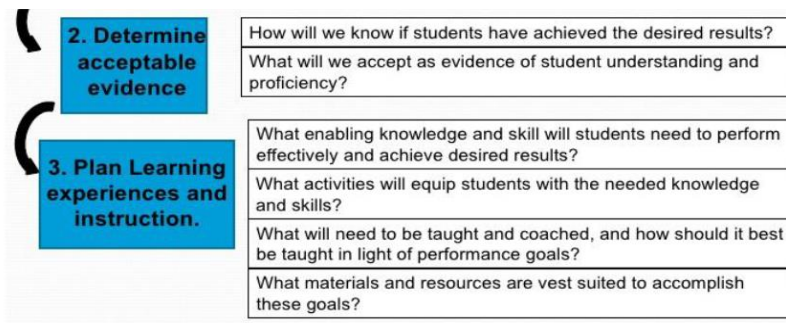 2. Determine
acceptable
evidence
How will we know if students have achieved the desired results?
What will we accept as evidence of student understanding and
proficiency?
3. Plan Learning
experiences and
instruction.
What enabling knowledge and skill will students need to perform
effectively and achieve desired results?
What activities will equip students with the needed knowledge
and skills?
What will need to be taught and coached, and how should it best
be taught in light of performance goals?
What materials and resources are vest suited to accomplish
these goals?